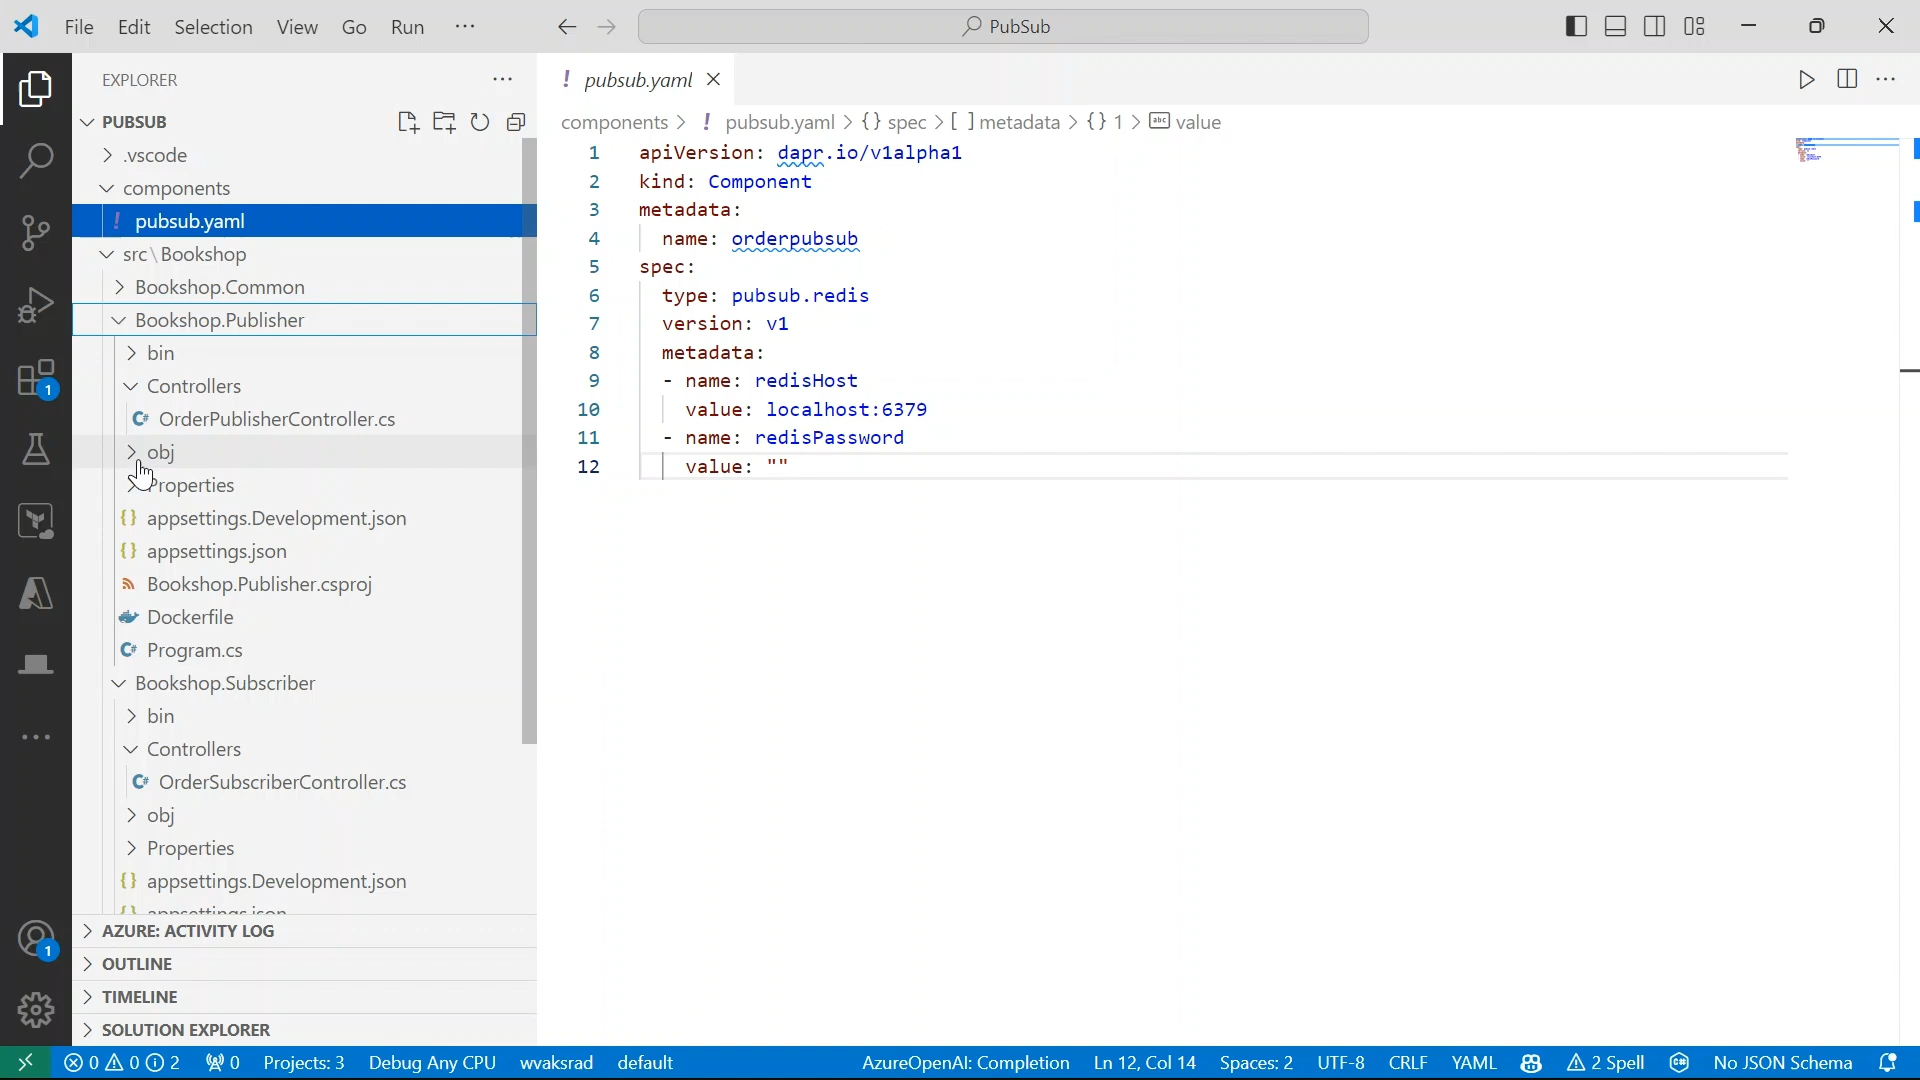 File Edit Selection View Go Run ···
PubSub
EXPLORER
PUBSUB
.vscode
components
! pubsub.yaml
src\Bookshop
Bookshop.Common
Bookshop.Publisher
bin
Controllers
OrderPublisherController.cs
obj
Properties
appsettings.Development.json
appsettings.json
Bookshop.Publisher.csproj
Dockerfile
Program.cs
Bookshop.Subscriber
bin
Controllers
OrderSubscriberController.cs
obj
Properties
appsettings.Development.json
appsettings.json
AZURE: ACTIVITY LOG
OUTLINE
TIMELINE
SOLUTION EXPLORER
1
1
! pubsub.yaml
components > ! pubsub.yaml > {} spec > [ ] metadata > {} 1 > abc value
1 apiVersion: dapr.io/v1alpha1
2 kind: Component
3 metadata:
4 name: orderpubsub
5 spec:
6 type: pubsub.redis
7 version: v1
8 metadata:
9 - name: redisHost
10 value: localhost:6379
11 - name: redisPassword
12 value: ""
0 0 2 0 Projects: 3 Debug Any CPU wvaksrad default AzureOpenAI: Completion Ln 12, Col 14 Spaces: 2 UTF-8 CRLF YAML 2 Spell No JSON Schema